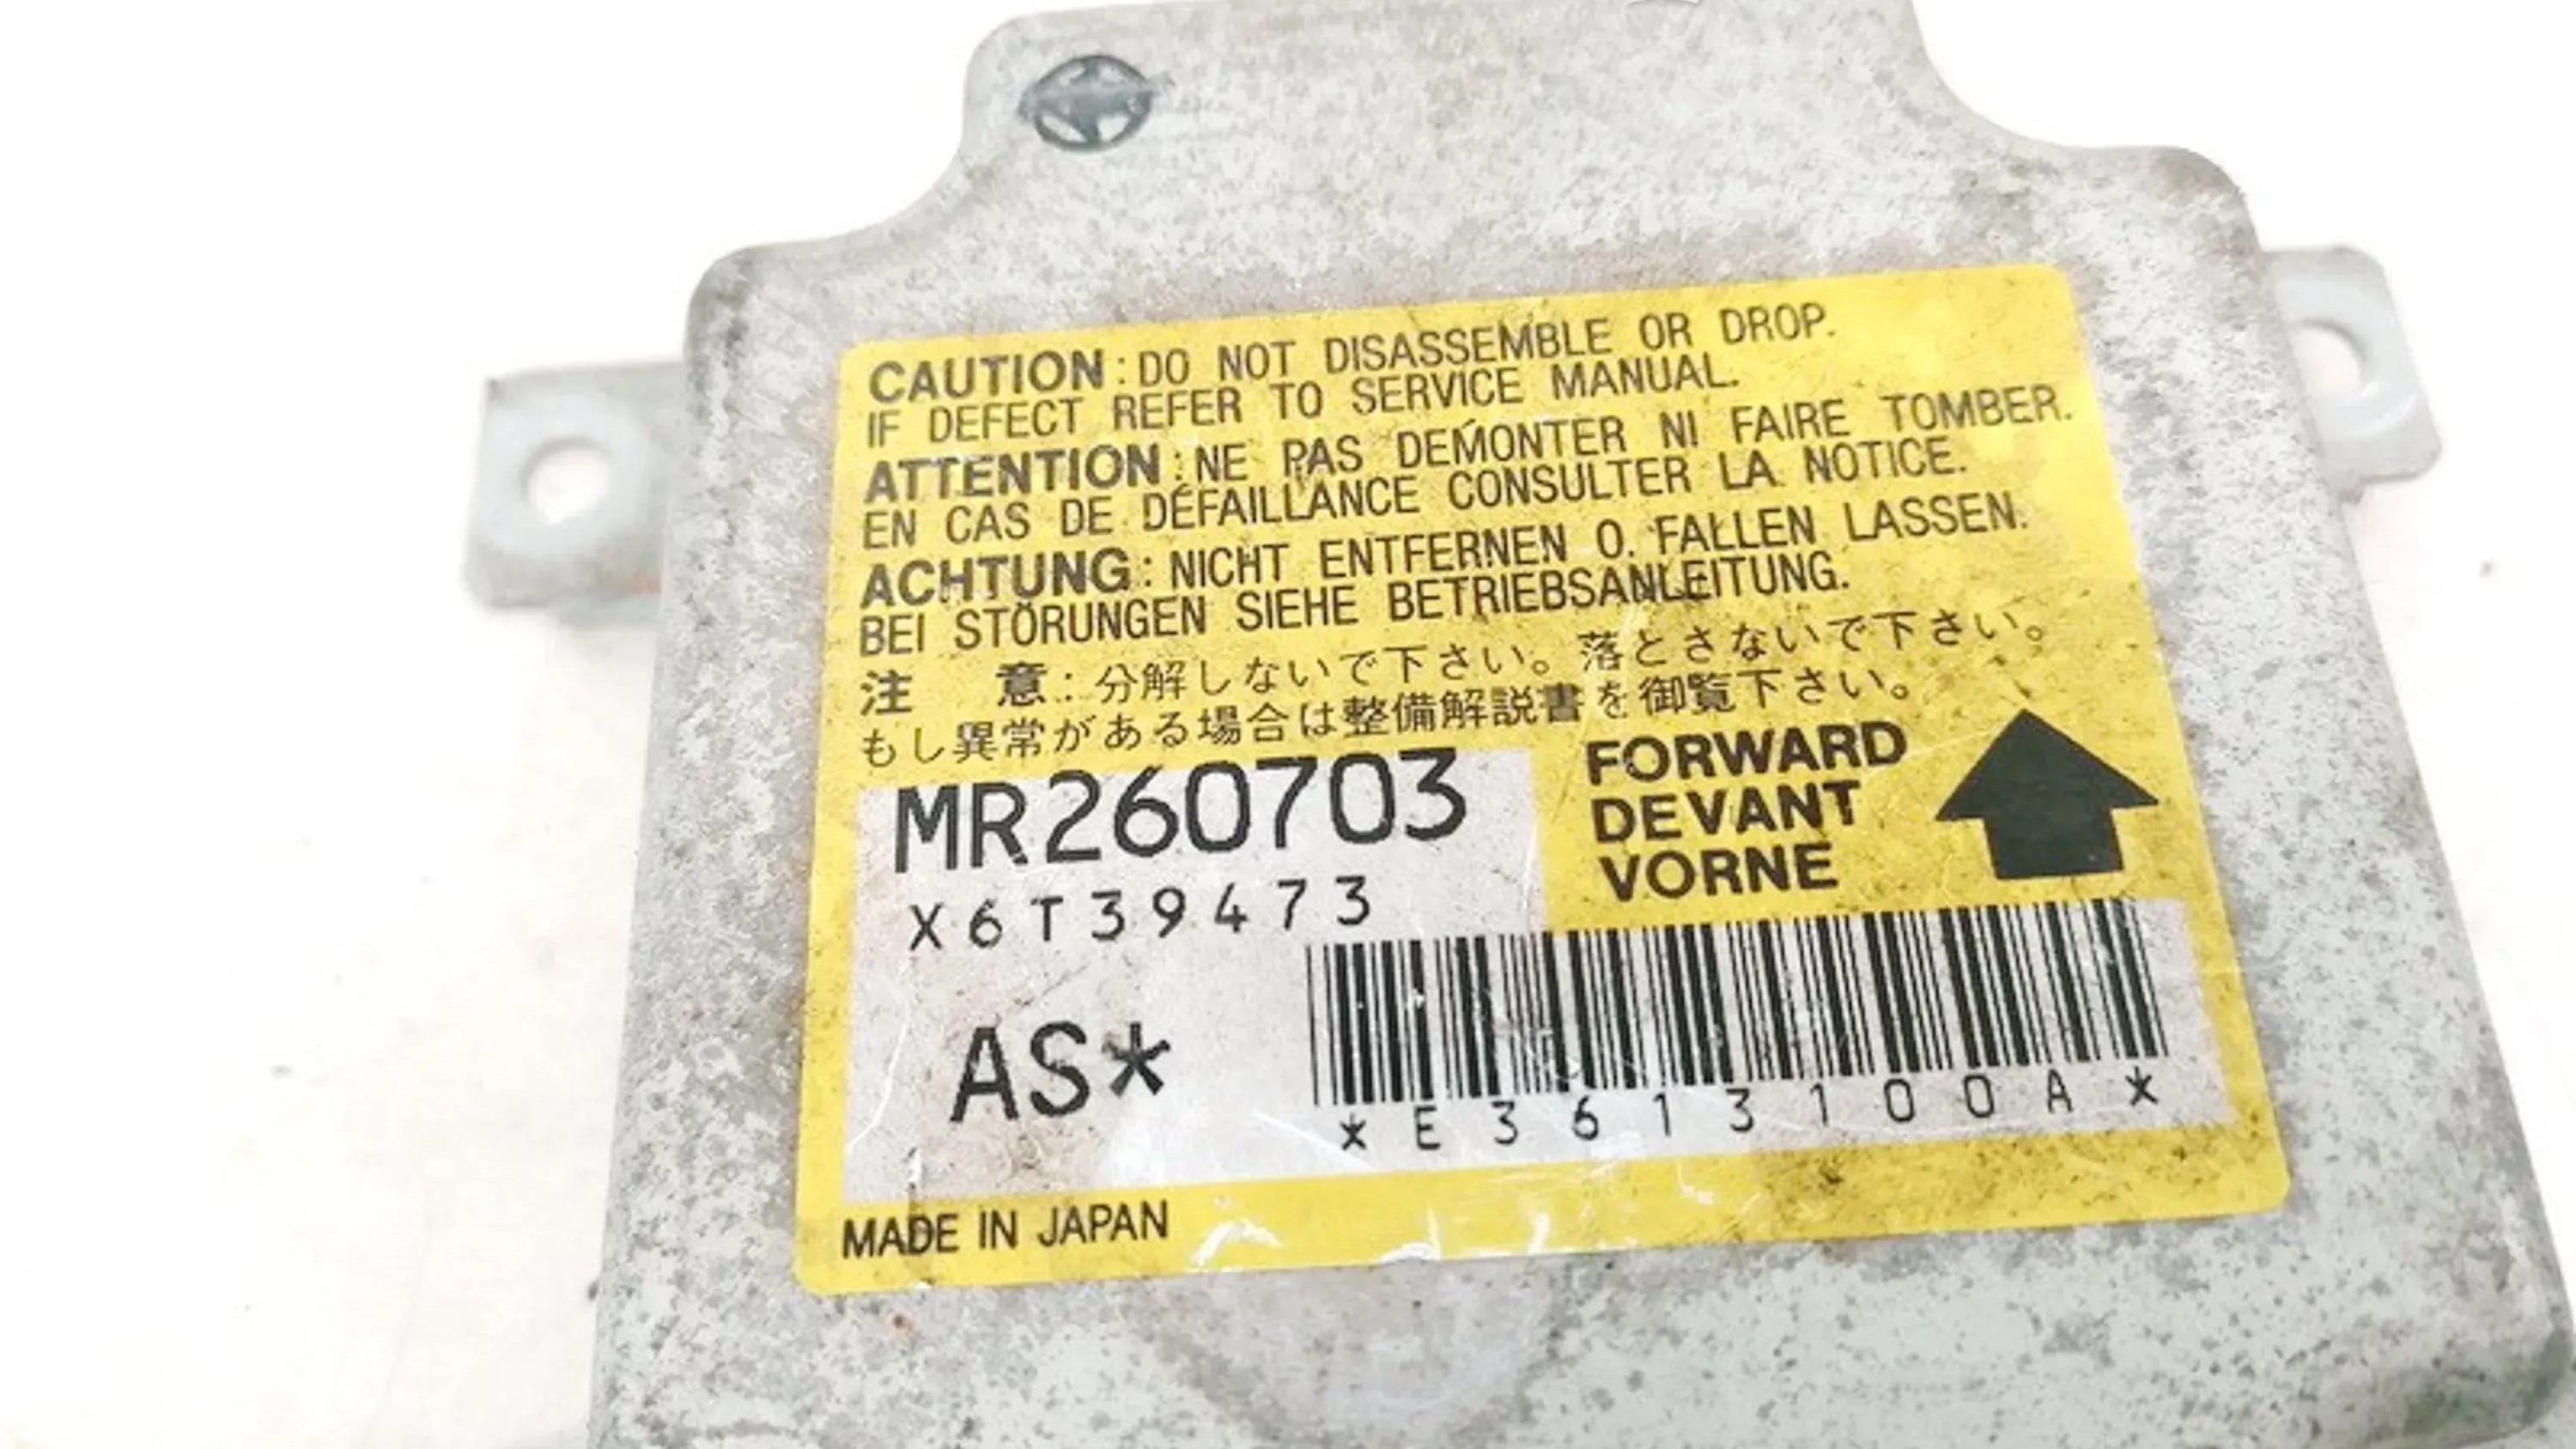 CAUTION : DO NOT DISASSEMBLE OR DROP.
IF DEFECT REFER TO SERVICE MANUAL.
ATTENTION : NE PAS DÉMONTER NI FAIRE TOMBER.
EN CAS DE DÉFAILLANCE CONSULTER LA NOTICE.
ACHTUNG : NICHT ENTFERNEN O. FALLEN LASSEN.
BEI STÖRUNGEN SIEHE BETRIEBSANLEITUNG.
注 意：分解しないで下さい。落とさないで下さい。
もし異常がある場合は整備解説書を御覧下さい。
MR260703
FORWARD
DEVANT
VORNE
X6T39473
AS*
*E3613100A*
MADE IN JAPAN